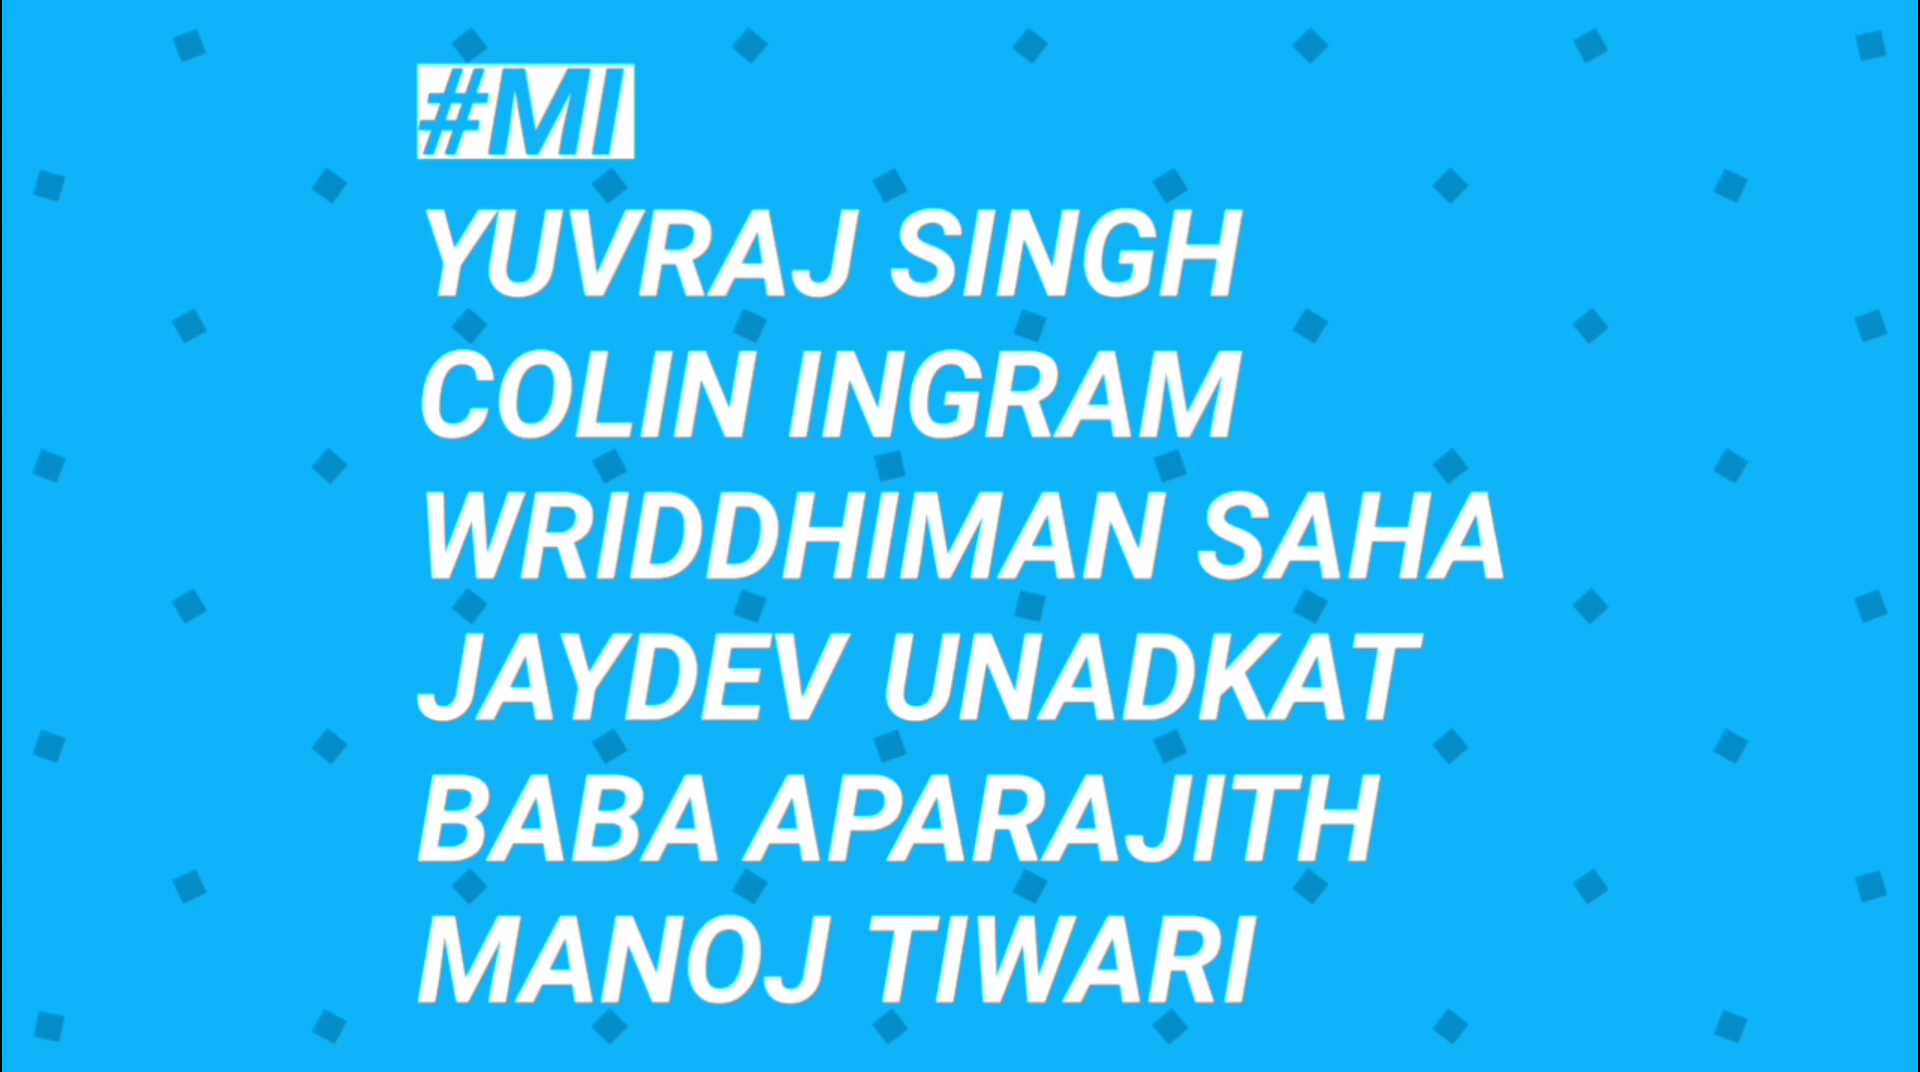 #MI
YUVRAJ SINGH
COLIN INGRAM
WRIDDHIMAN SAHA
JAYDEV UNADKAT
BABA APARAJITH
MANOJ TIWARI